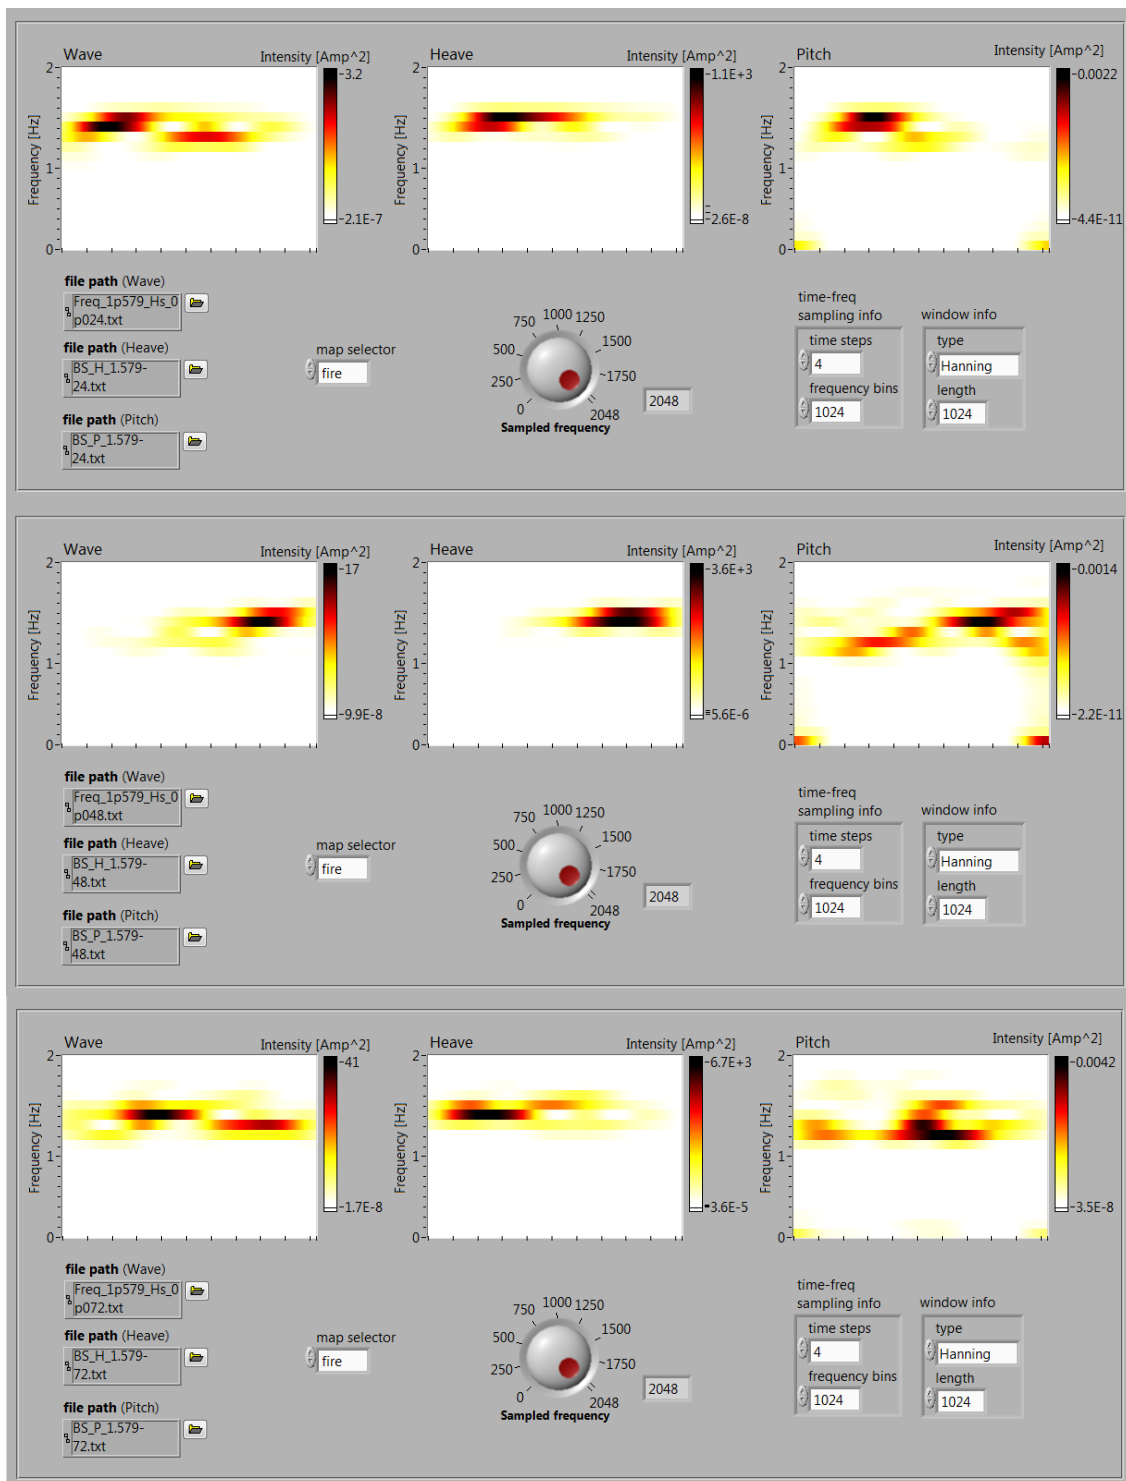 Wave
Intensity [Amp^2]
Heave
Intensity [Amp^2]
Pitch
Intensity [Amp^2]
2
1
0
Frequency [Hz]
3.2
2.1E-7
2
1
0
Frequency [Hz]
1.1E+3
2.6E-8
2
1
0
Frequency [Hz]
0.0022
4.4E-11
file path (Wave)
Freq_1p579_Hs_0
p024.txt
file path (Heave)
BS_H_1.579-
24.txt
file path (Pitch)
BS_P_1.579-
24.txt
map selector
fire
0
250
500
750
1000
1250
1500
1750
2048
Sampled frequency
2048
time-freq
sampling info
time steps
4
frequency bins
1024
window info
type
Hanning
length
1024
Wave
Intensity [Amp^2]
Heave
Intensity [Amp^2]
Pitch
Intensity [Amp^2]
2
1
0
Frequency [Hz]
17
9.9E-8
2
1
0
Frequency [Hz]
3.6E+3
5.6E-6
2
1
0
Frequency [Hz]
0.0014
2.2E-11
file path (Wave)
Freq_1p579_Hs_0
p048.txt
file path (Heave)
BS_H_1.579-
48.txt
file path (Pitch)
BS_P_1.579-
48.txt
map selector
fire
0
250
500
750
1000
1250
1500
1750
2048
Sampled frequency
2048
time-freq
sampling info
time steps
4
frequency bins
1024
window info
type
Hanning
length
1024
Wave
Intensity [Amp^2]
Heave
Intensity [Amp^2]
Pitch
Intensity [Amp^2]
2
1
0
Frequency [Hz]
41
1.7E-8
2
1
0
Frequency [Hz]
6.7E+3
3.6E-5
2
1
0
Frequency [Hz]
0.0042
3.5E-8
file path (Wave)
Freq_1p579_Hs_0
p072.txt
file path (Heave)
BS_H_1.579-
72.txt
file path (Pitch)
BS_P_1.579-
72.txt
map selector
fire
0
250
500
750
1000
1250
1500
1750
2048
Sampled frequency
2048
time-freq
sampling info
time steps
4
frequency bins
1024
window info
type
Hanning
length
1024